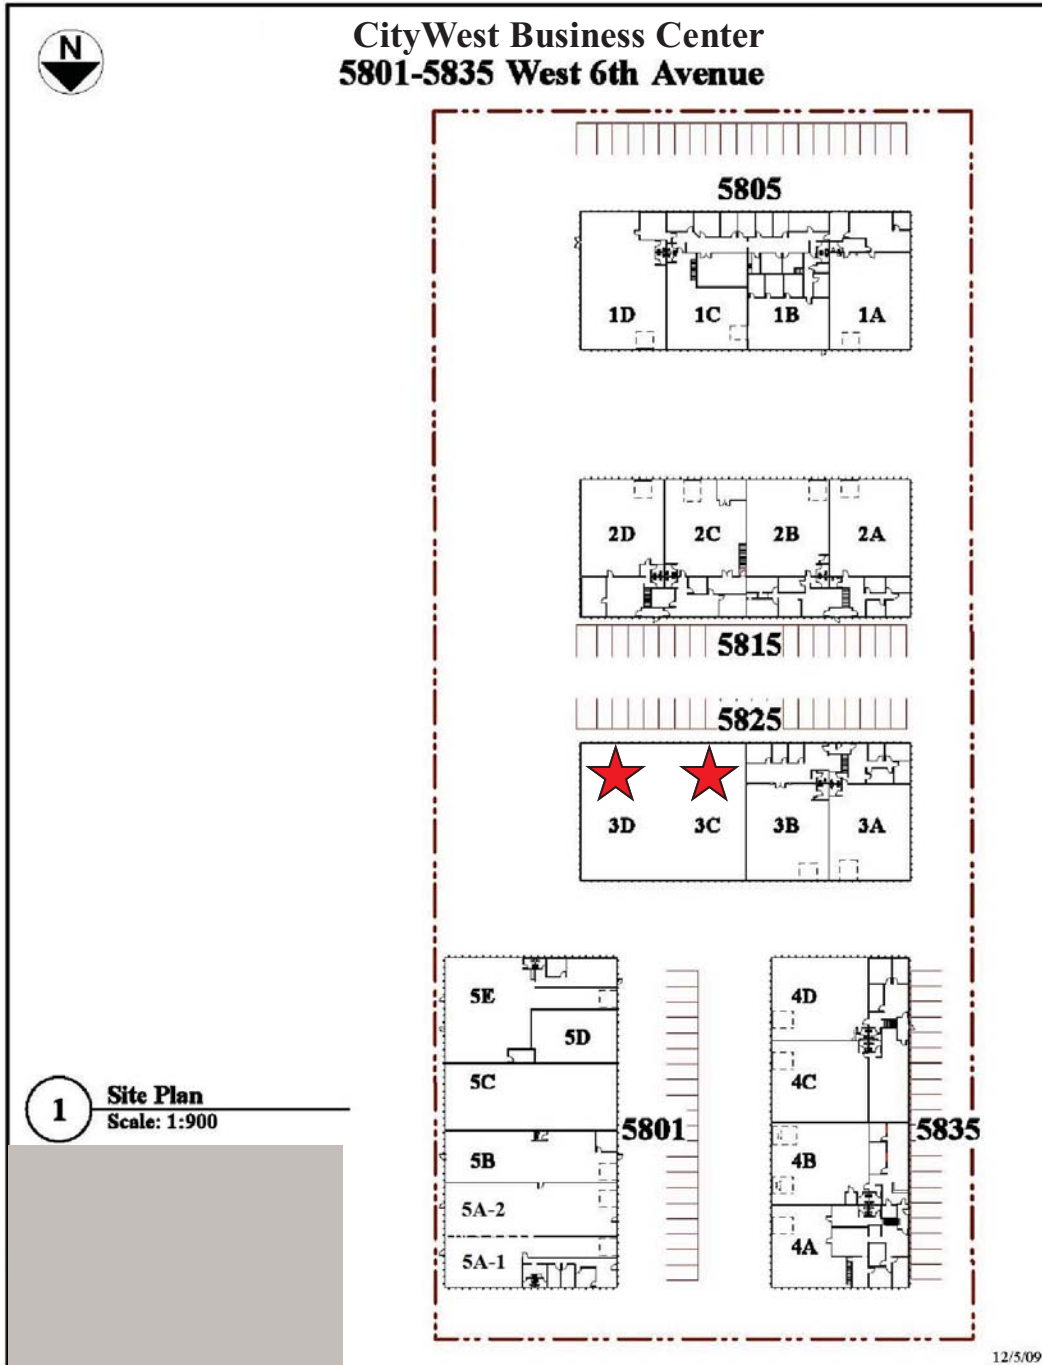 N
CityWest Business Center
5801-5835 West 6th Avenue
5805
1D 1C 1B 1A
2D 2C 2B 2A
5815
5825
3D 3C 3B 3A
5E
4D
5D
5C
4C
1
Site Plan
Scale: 1:900
5801
5835
5B
4B
5A-2
4A
5A-1
12/5/09